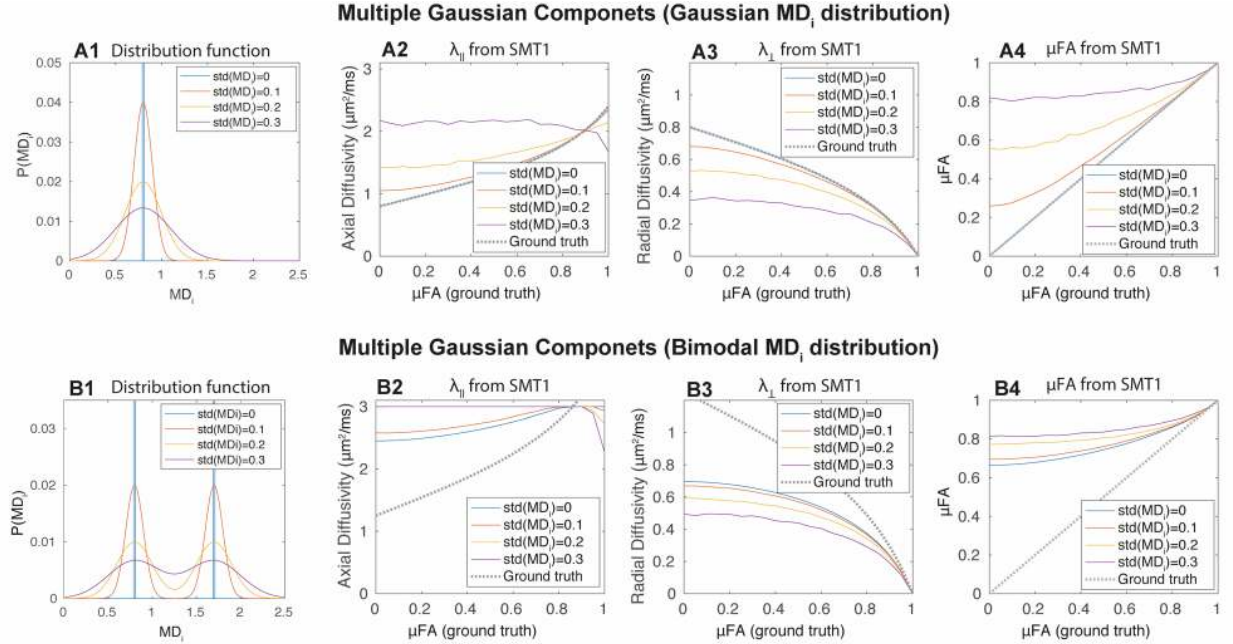 Multiple Gaussian Componets (Gaussian MDi distribution)
A1 Distribution function
0.05
0.04
0.03
0.02
0.01
0
P(MDi)
std(MDi)=0
std(MDi)=0.1
std(MDi)=0.2
std(MDi)=0.3
0 0.5 1 1.5 2 2.5
MDi
A2 λ|| from SMT1
3
2
1
0
Axial Diffusivity (µm²/ms)
std(MDi)=0
std(MDi)=0.1
std(MDi)=0.2
std(MDi)=0.3
Ground truth
0 0.2 0.4 0.6 0.8 1
µFA (ground truth)
A3 λ⊥ from SMT1
1
0.8
0.6
0.4
0.2
0
Radial Diffusivity (µm²/ms)
std(MDi)=0
std(MDi)=0.1
std(MDi)=0.2
std(MDi)=0.3
Ground truth
0 0.2 0.4 0.6 0.8 1
µFA (ground truth)
A4 µFA from SMT1
1
0.8
0.6
0.4
0.2
0
µFA
std(MDi)=0
std(MDi)=0.1
std(MDi)=0.2
std(MDi)=0.3
Ground truth
0 0.2 0.4 0.6 0.8 1
µFA (ground truth)
Multiple Gaussian Componets (Bimodal MDi distribution)
B1 Distribution function
0.03
0.02
0.01
0
P(MDi)
std(MDi)=0
std(MDi)=0.1
std(MDi)=0.2
std(MDi)=0.3
0 0.5 1 1.5 2 2.5
MDi
B2 λ|| from SMT1
3
2
1
0
Axial Diffusivity (µm²/ms)
std(MDi)=0
std(MDi)=0.1
std(MDi)=0.2
std(MDi)=0.3
Ground truth
0 0.2 0.4 0.6 0.8 1
µFA (ground truth)
B3 λ⊥ from SMT1
1
0.8
0.6
0.4
0.2
0
Radial Diffusivity (µm²/ms)
std(MDi)=0
std(MDi)=0.1
std(MDi)=0.2
std(MDi)=0.3
Ground truth
0 0.2 0.4 0.6 0.8 1
µFA (ground truth)
B4 µFA from SMT1
1
0.8
0.6
0.4
0.2
0
µFA
std(MDi)=0
std(MDi)=0.1
std(MDi)=0.2
std(MDi)=0.3
Ground truth
0 0.2 0.4 0.6 0.8 1
µFA (ground truth)